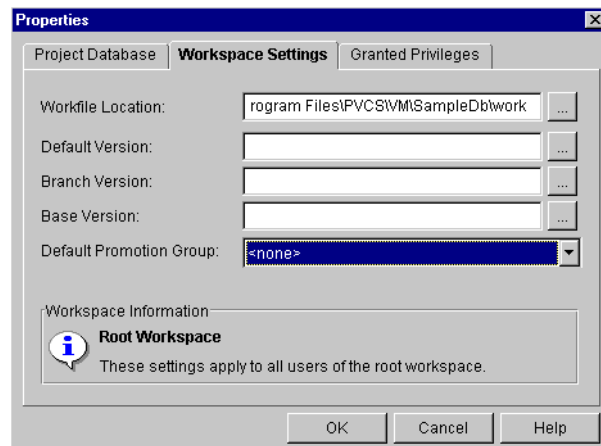 Properties
Project Database Workspace Settings Granted Privileges
Workfile Location: rogram Files\PVCS\VM\SampleDb\work ...
Default Version: ...
Branch Version: ...
Base Version: ...
Default Promotion Group: <none>
Workspace Information
Root Workspace
These settings apply to all users of the root workspace.
OK Cancel Help